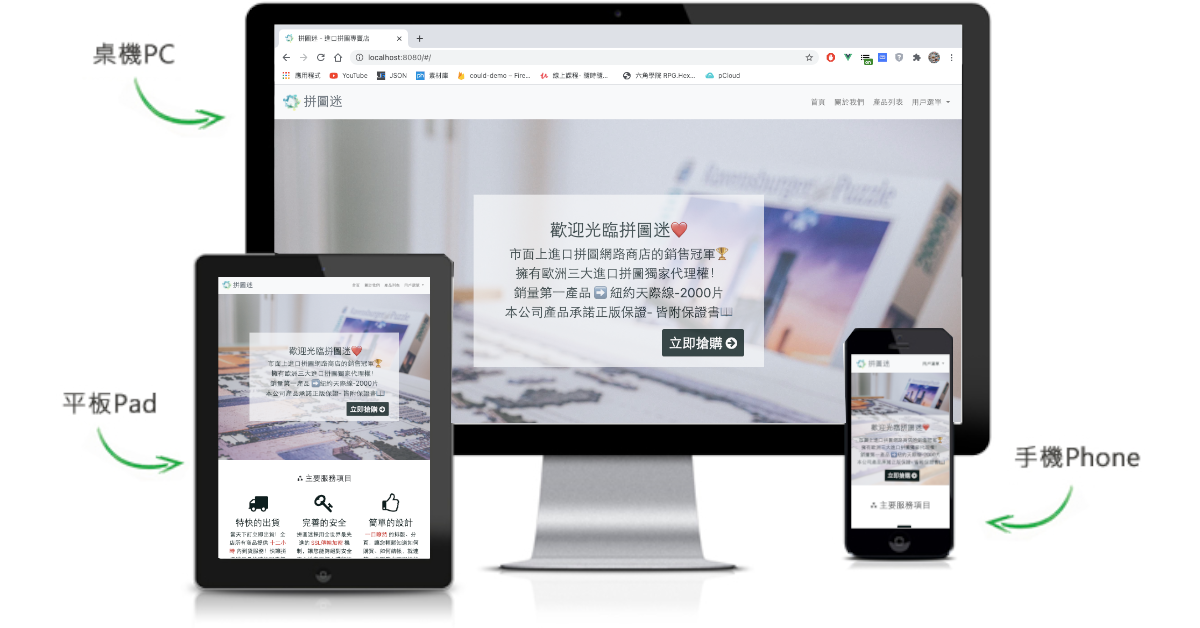 桌機PC
拼圖迷 - 進口拼圖專賣店
localhost:8080/#/
應用程式
YouTube
JSON
素材庫
could-demo – Fire...
線上課程- 隨時隨...
六角學院 RPG.Hex...
pCloud
拼圖迷
首頁 關於我們 產品列表 用戶選單
歡迎光臨拼圖迷❤️
市面上進口拼圖網路商店的銷售冠軍🏆
擁有歐洲三大進口拼圖獨家代理權!
銷量第一產品➡️紐約天際線-2000片
本公司產品承諾正版保證- 皆附保證書📖
立即搶購
Ravensburger Puzzle
平板Pad
拼圖迷
首頁 關於我們 產品列表 用戶選單
歡迎光臨拼圖迷❤️
市面上進口拼圖網路商店的銷售冠軍🏆
擁有歐洲三大進口拼圖獨家代理權!
銷量第一產品➡️紐約天際線-2000片
本公司產品承諾正版保證- 皆附保證書📖
立即搶購
主要服務項目
特快的出貨 完善的安全 簡單的設計
手機Phone
拼圖迷
用戶選單
歡迎光臨拼圖迷❤️
市面上進口拼圖網路商店的銷售冠軍🏆
擁有歐洲三大進口拼圖獨家代理權!
銷量第一產品➡️紐約天際線-2000片
本公司產品承諾正版保證- 皆附保證書📖
立即搶購
主要服務項目